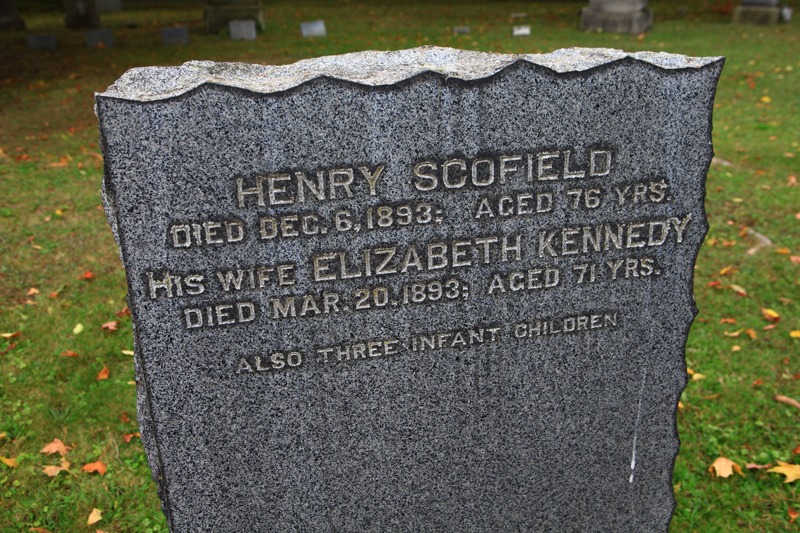 HENRY SCOFIELD
DIED DEC. 6, 1893; AGED 76 YRS.
HIS WIFE ELIZABETH KENNEDY
DIED MAR. 20. 1893; AGED 71 YRS.
ALSO THREE INFANT CHILDREN